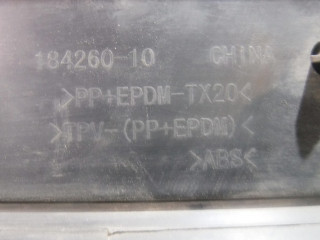 184260-10 CHINA
>PP+EPDM-TX20<
>TPV-(PP+EPDM)<
>ABS<